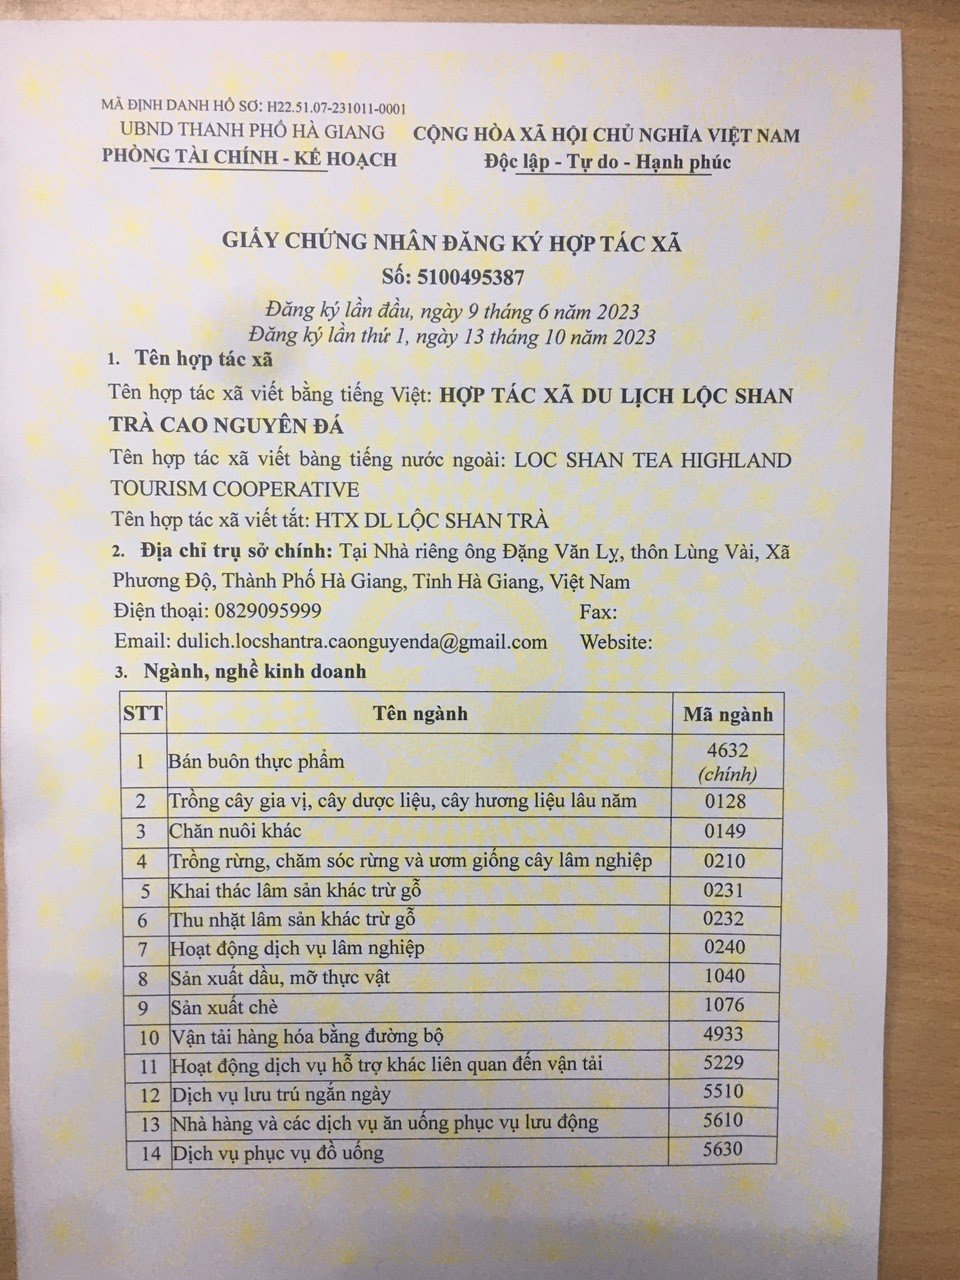 MÃ ĐỊNH DANH HỒ SƠ: H22.51.07-231011-0001
UBND THANH PHỐ HÀ GIANG
PHÒNG TÀI CHÍNH - KẾ HOẠCH
CỘNG HÒA XÃ HỘI CHỦ NGHĨA VIỆT NAM
Độc lập - Tự do - Hạnh phúc
GIẤY CHỨNG NHÂN ĐĂNG KÝ HỢP TÁC XÃ
Số: 5100495387
Đăng ký lần đầu, ngày 9 tháng 6 năm 2023
Đăng ký lần thứ 1, ngày 13 tháng 10 năm 2023
1. Tên hợp tác xã
Tên hợp tác xã viết bằng tiếng Việt: HỢP TÁC XÃ DU LỊCH LỘC SHAN
TRÀ CAO NGUYÊN ĐÁ
Tên hợp tác xã viết bàng tiếng nước ngoài: LOC SHAN TEA HIGHLAND
TOURISM COOPERATIVE
Tên hợp tác xã viết tắt: HTX DL LỘC SHAN TRÀ
2. Địa chỉ trụ sở chính: Tại Nhà riêng ông Đặng Văn Lỵ, thôn Lùng Vài, Xã
Phương Độ, Thành Phố Hà Giang, Tỉnh Hà Giang, Việt Nam
Điện thoại: 0829095999 Fax:
Email: dulich.locshantra.caonguyenda@gmail.com Website:
3. Ngành, nghề kinh doanh
STT Tên ngành Mã ngành
1 Bán buôn thực phẩm 4632
(chính)
2 Trồng cây gia vị, cây dược liệu, cây hương liệu lâu năm 0128
3 Chăn nuôi khác 0149
4 Trồng rừng, chăm sóc rừng và ươm giống cây lâm nghiệp 0210
5 Khai thác lâm sản khác trừ gỗ 0231
6 Thu nhặt lâm sản khác trừ gỗ 0232
7 Hoạt động dịch vụ lâm nghiệp 0240
8 Sản xuất dầu, mỡ thực vật 1040
9 Sản xuất chè 1076
10 Vận tải hàng hóa bằng đường bộ 4933
11 Hoạt động dịch vụ hỗ trợ khác liên quan đến vận tải 5229
12 Dịch vụ lưu trú ngắn ngày 5510
13 Nhà hàng và các dịch vụ ăn uống phục vụ lưu động 5610
14 Dịch vụ phục vụ đồ uống 5630